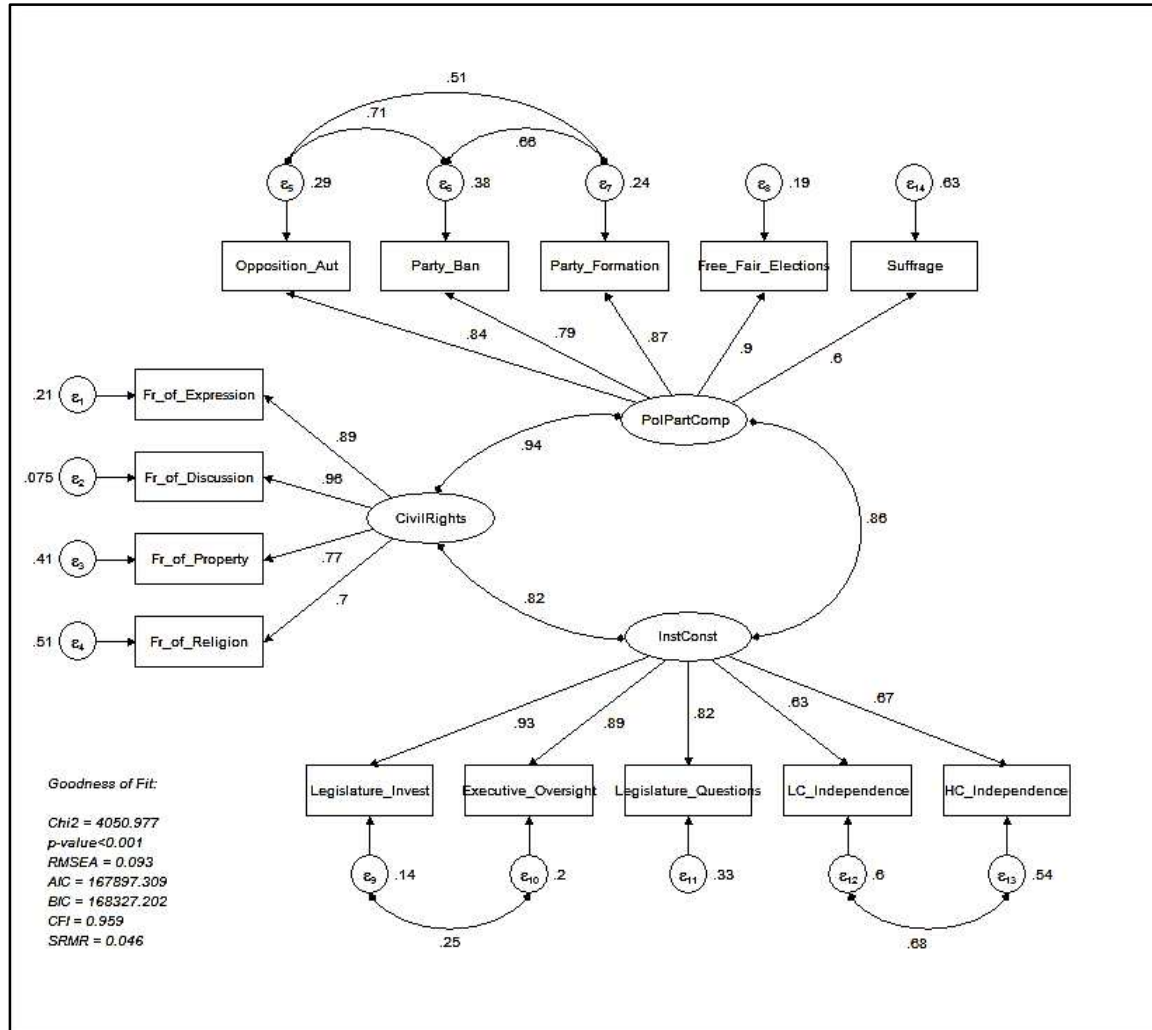 .51
.71
.66
ε5 .29
ε6 .38
ε7 .24
ε8 .19
ε14 .63
Opposition_Aut
Party_Ban
Party_Formation
Free_Fair_Elections
Suffrage
.84
.79
.87
.9
.6
.21 ε1 Fr_of_Expression
.075 ε2 Fr_of_Discussion
.41 ε3 Fr_of_Property
.51 ε4 Fr_of_Religion
.89
.96
.77
.7
PolPartComp
.94
CivilRights
.86
.82
InstConst
.93
.89
.82
.63
.67
Legislature_Invest
Executive_Oversight
Legislature_Questions
LC_Independence
HC_Independence
ε9 .14
ε10 .2
ε11 .33
ε12 .6
ε13 .54
.25
.68
Goodness of Fit:
Chi2 = 4050.977
p-value<0.001
RMSEA = 0.093
AIC = 167897.309
BIC = 168327.202
CFI = 0.959
SRMR = 0.046